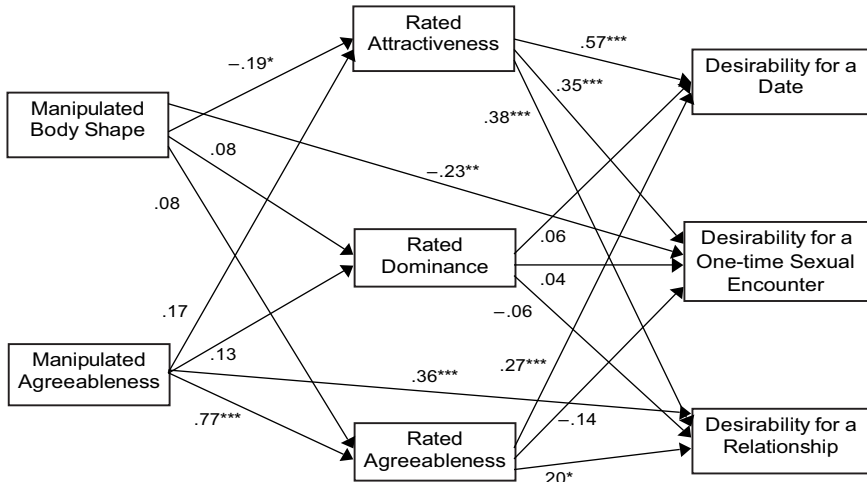 Rated
Attractiveness
.57***
Desirability for a
Date
–.19*
.35***
Manipulated
Body Shape
.38***
.08
–.23**
.08
Rated
Dominance
.06
Desirability for a
One-time Sexual
Encounter
.04
.17
–.06
Manipulated
Agreeableness
.13
.36***
.27***
.77***
Rated
Agreeableness
–.14
Desirability for a
Relationship
.20*